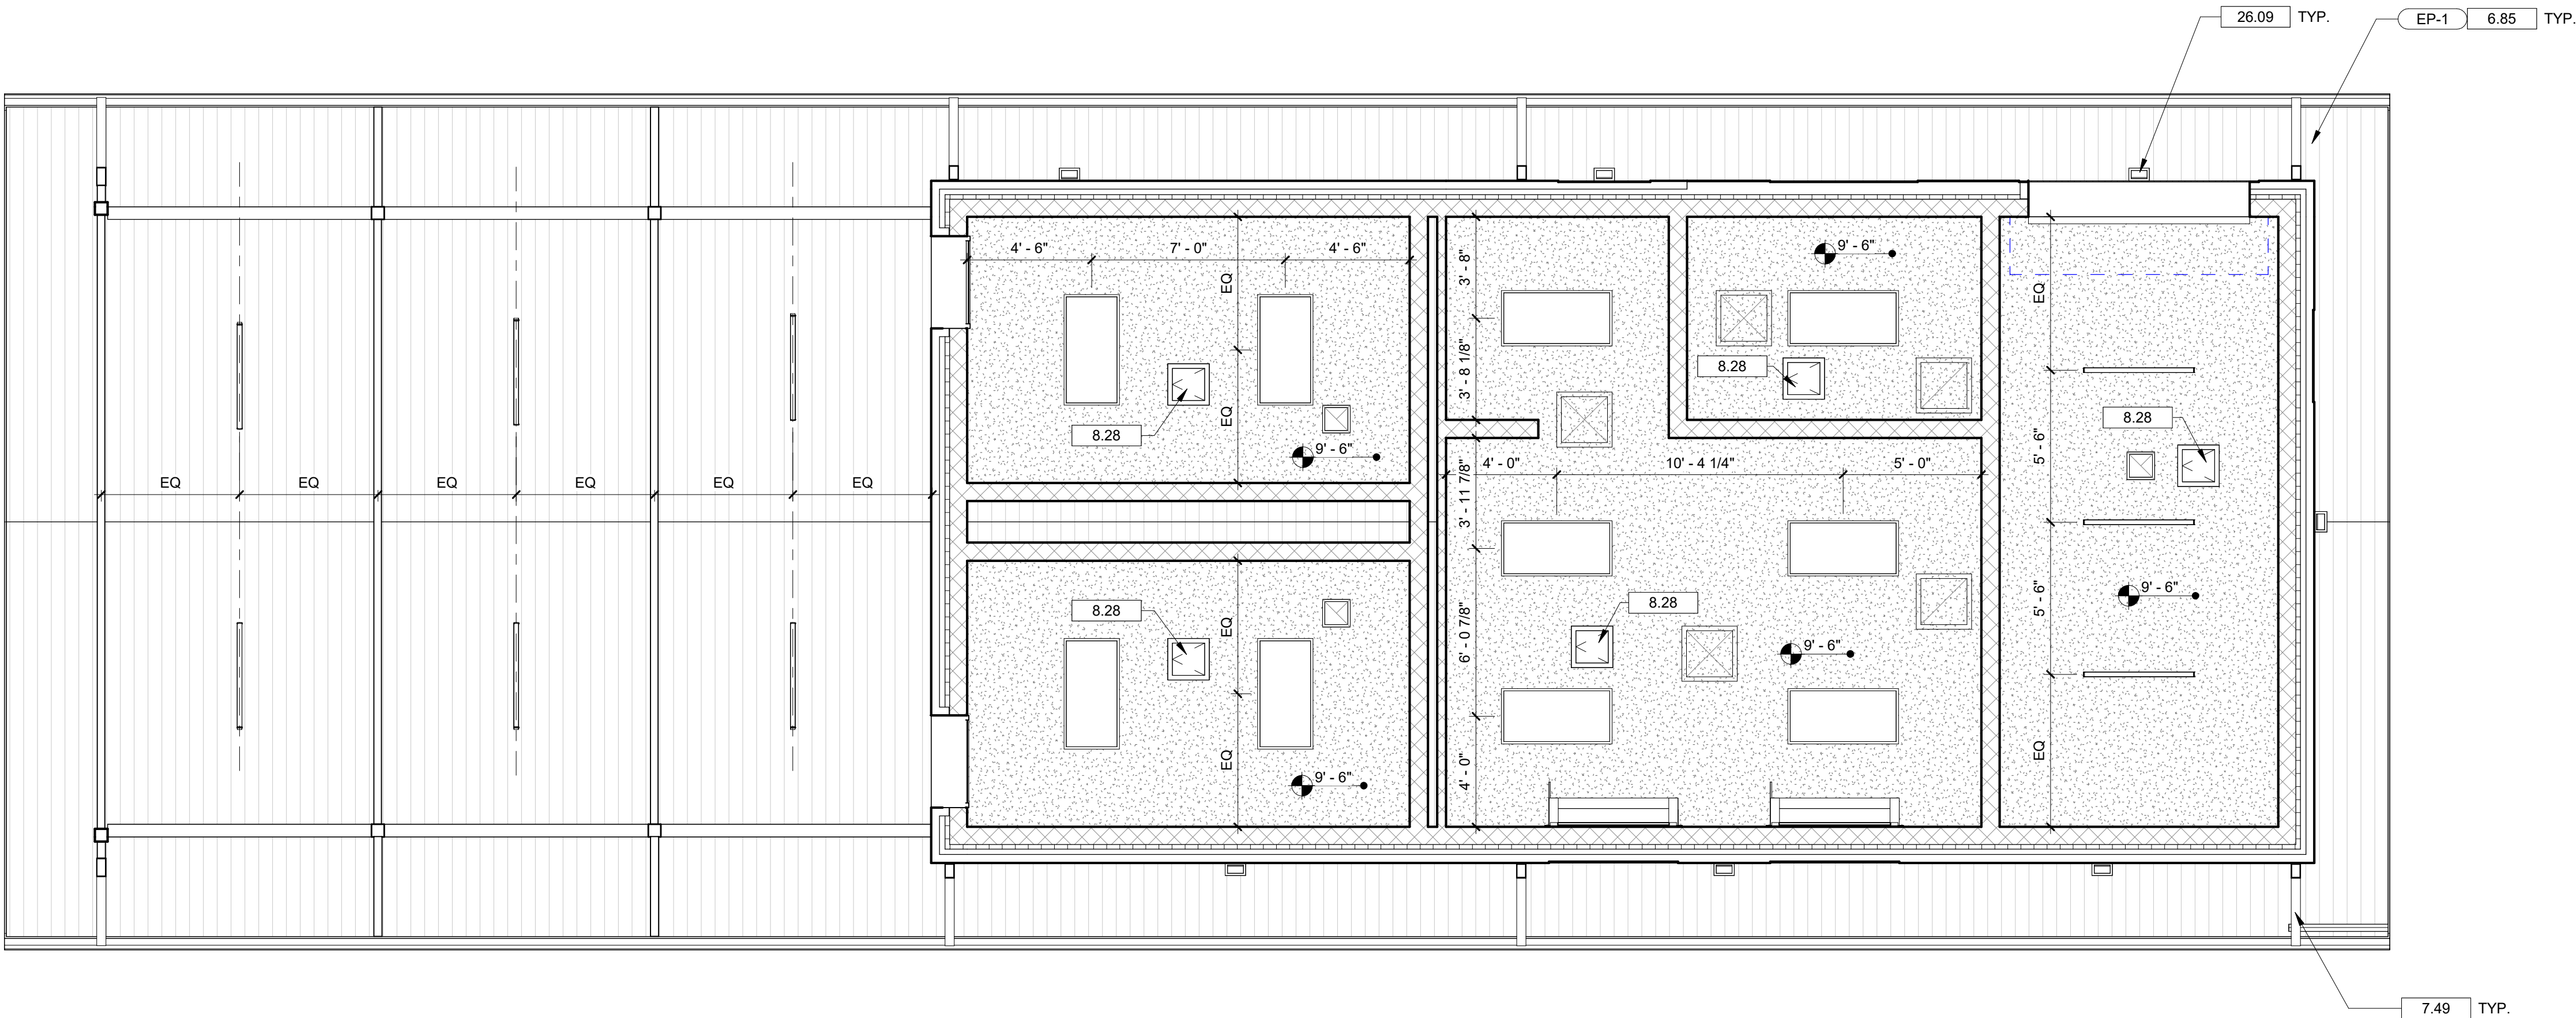 26.09 TYP.
EP-1 6.85 TYP.
4' - 6" 7' - 0" 4' - 6"
EQ
EQ
8.28
9' - 6"
3' - 8"
3' - 8 1/8"
9' - 6"
8.28
EQ
5' - 6"
8.28
5' - 6"
9' - 6"
EQ
EQ EQ EQ EQ EQ EQ
4' - 0" 10' - 4 1/4" 5' - 0"
3' - 11 7/8"
6' - 0 7/8"
4' - 0"
8.28
9' - 6"
8.28
EQ
EQ
9' - 6"
7.49 TYP.